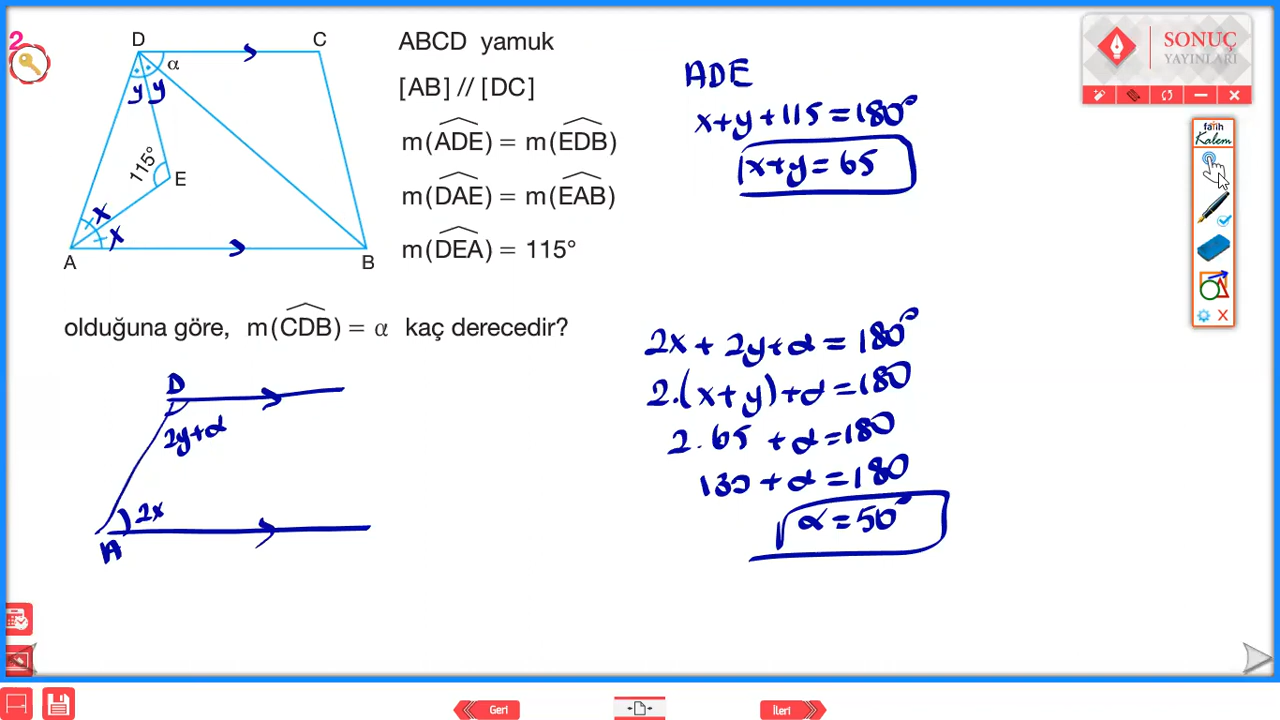 2
D
C
α
y
y
115°
E
x
x
A
B
ABCD yamuk
[AB] // [DC]
m(ADE) = m(EDB)
m(DAE) = m(EAB)
m(DEA) = 115°
olduğuna göre, m(CDB) = α kaç derecedir?
D
2y+α
2x
A
ADE
x+y+115=180°
x+y=65
2x+2y+α=180°
2.(x+y)+α=180
2.65+α=180
130+α=180
α=50°
SONUÇ
YAYINLARI
fatih
Kalem
Geri
İleri